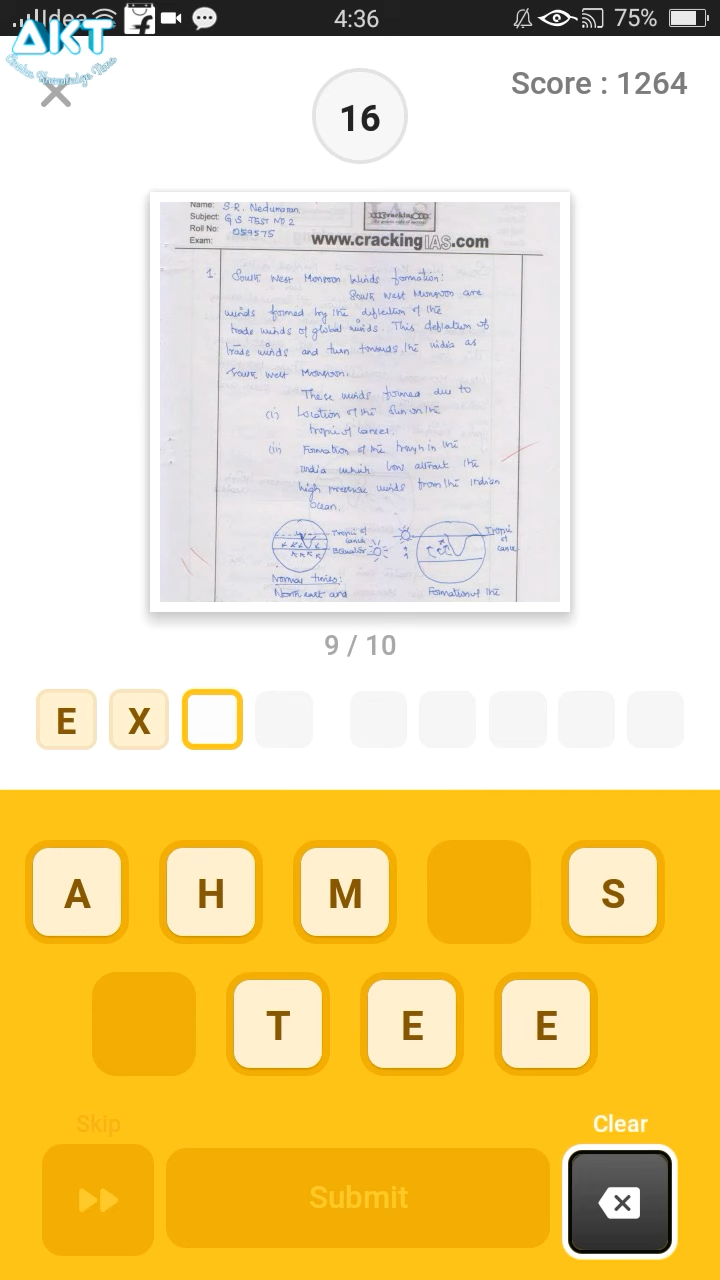 Idea 4:36 75%
AKT
Score : 1264
16
Name: S.R. Nedumaran
Subject: G S TEST NO 2
Roll No: 059575
Exam:
www.crackingIAS.com
1. South West Monsoon Winds formation:
South West Monsoon are
winds formed by the deflection of the
trade winds of global winds. This deflation of
trade winds and turn towards the india as
South West Monsoon.
These winds formed due to
(i) Location of the Sun on the
tropic of cancer.
(ii) Formation of the trough in the
india which low attract the
high pressure winds from the Indian
Ocean.
Tropic of
cancer
Equator
Tropic
of
cancer
Normal times:
North east and
Formation of the
9 / 10
E X
A H M S
T E E
Skip Clear
Submit